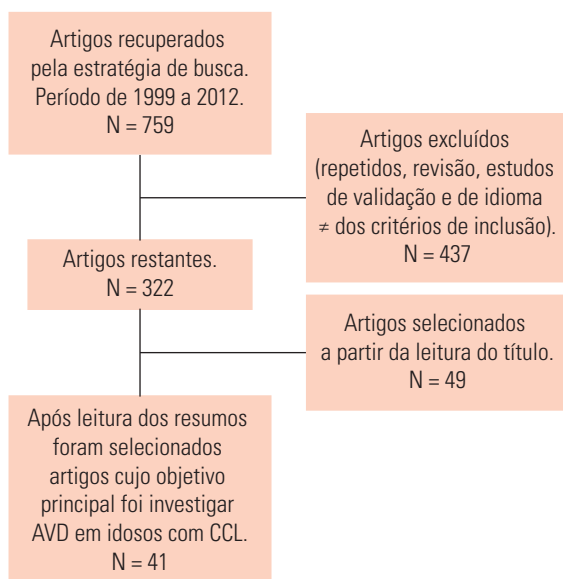 Artigos recuperados
pela estratégia de busca.
Período de 1999 a 2012.
N = 759
Artigos excluídos
(repetidos, revisão, estudos
de validação e de idioma
≠ dos critérios de inclusão).
N = 437
Artigos restantes.
N = 322
Artigos selecionados
a partir da leitura do título.
N = 49
Após leitura dos resumos
foram selecionados
artigos cujo objetivo
principal foi investigar
AVD em idosos com CCL.
N = 41